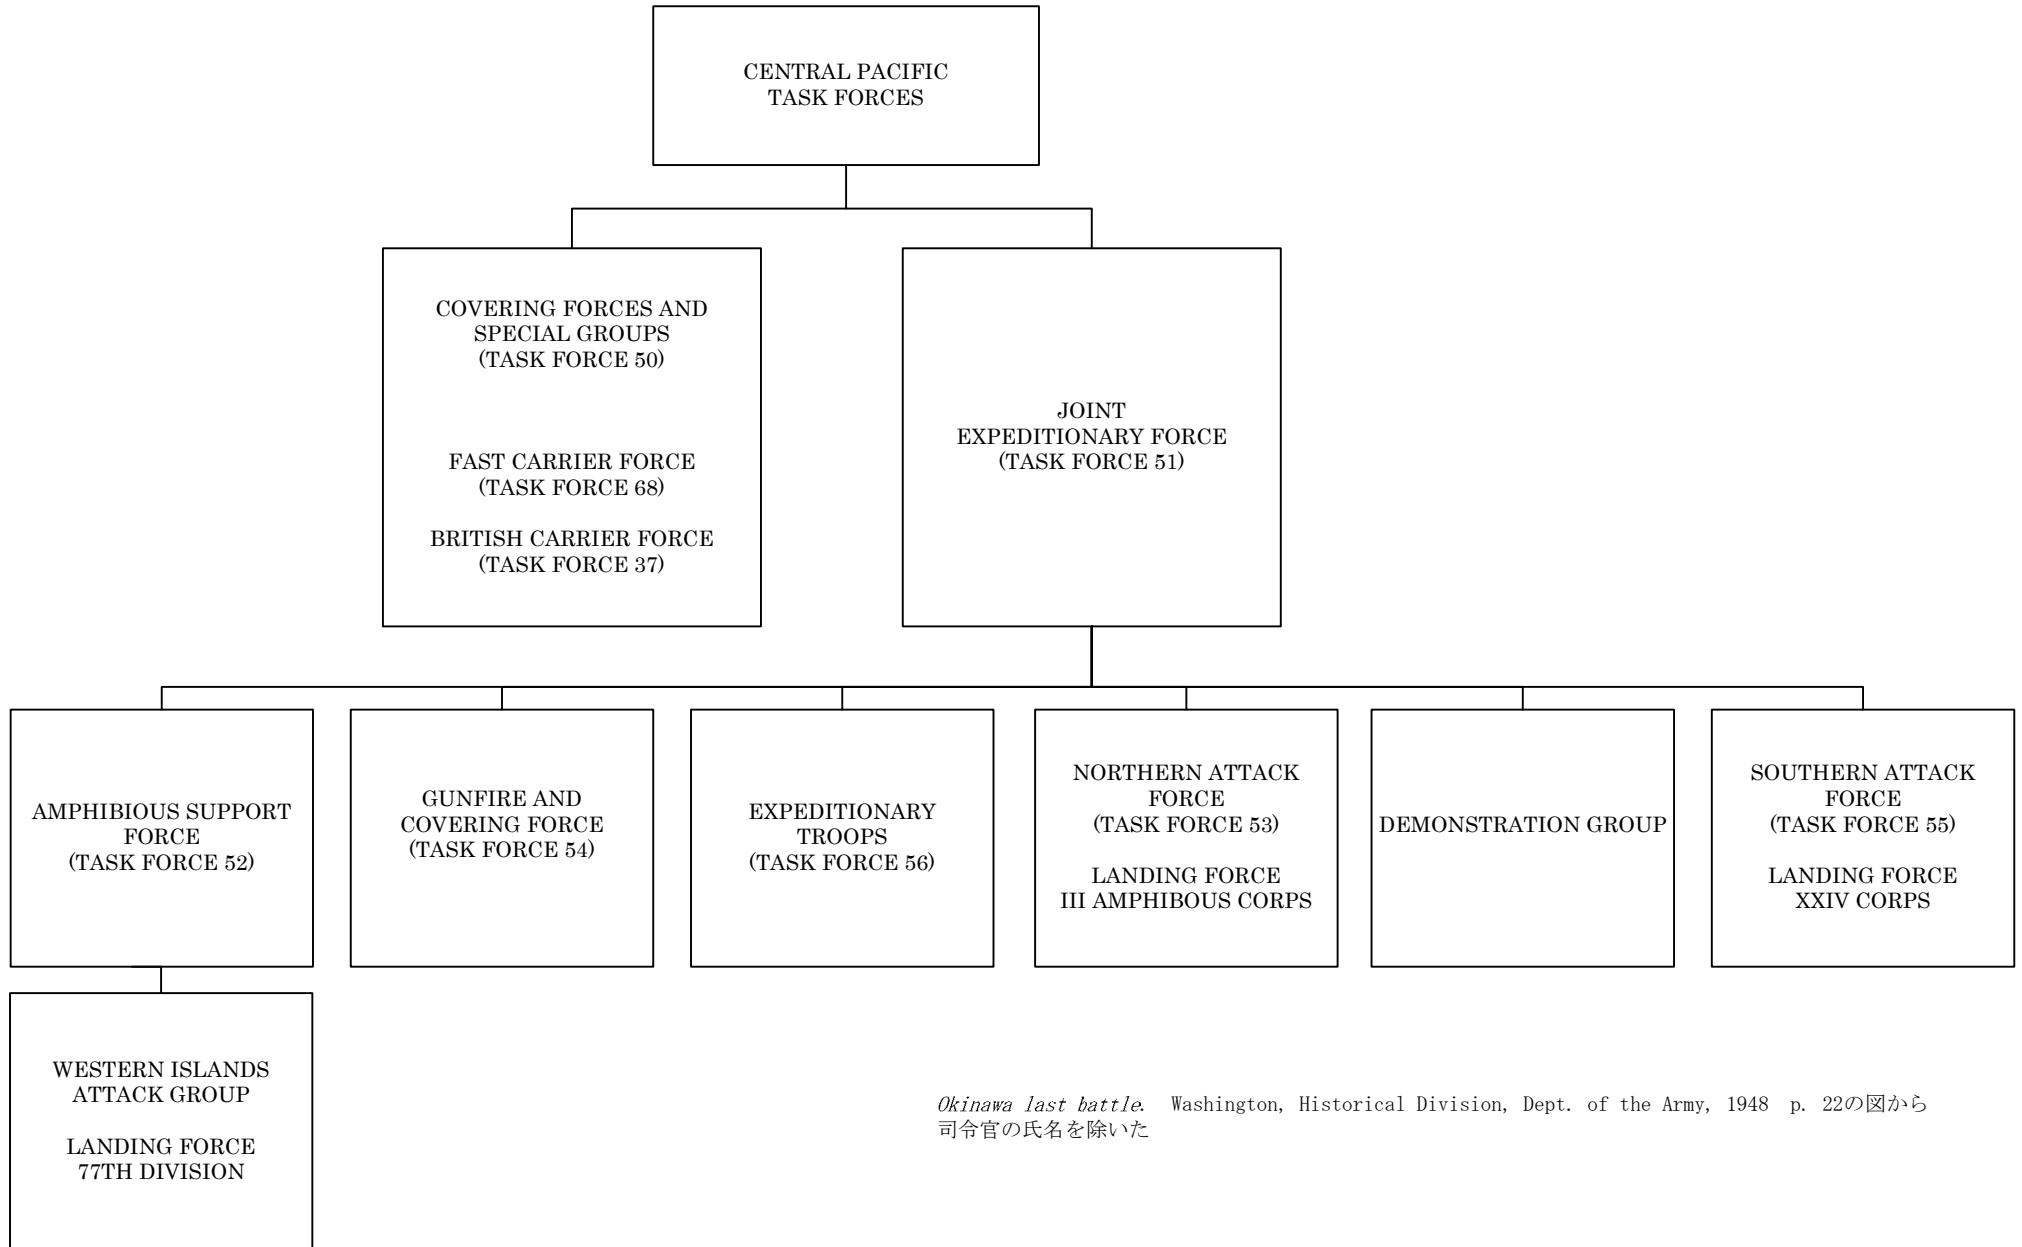 CENTRAL PACIFIC
TASK FORCES
COVERING FORCES AND
SPECIAL GROUPS
(TASK FORCE 50)
FAST CARRIER FORCE
(TASK FORCE 68)
BRITISH CARRIER FORCE
(TASK FORCE 37)
JOINT
EXPEDITIONARY FORCE
(TASK FORCE 51)
AMPHIBIOUS SUPPORT
FORCE
(TASK FORCE 52)
GUNFIRE AND
COVERING FORCE
(TASK FORCE 54)
EXPEDITIONARY
TROOPS
(TASK FORCE 56)
NORTHERN ATTACK
FORCE
(TASK FORCE 53)
LANDING FORCE
III AMPHIBOUS CORPS
DEMONSTRATION GROUP
SOUTHERN ATTACK
FORCE
(TASK FORCE 55)
LANDING FORCE
XXIV CORPS
WESTERN ISLANDS
ATTACK GROUP
LANDING FORCE
77TH DIVISION
Okinawa last battle. Washington, Historical Division, Dept. of the Army, 1948 p. 22の図から
司令官の氏名を除いた